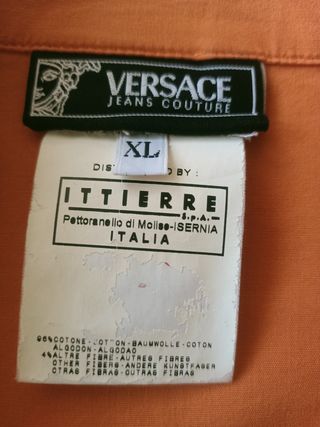 VERSACE
JEANS COUTURE
XL
BY :
ITTIERRE
S.p.A.
Pettoranello di Molise-ISERNIA
ITALIA
96%COTONE-COTTON-BAUMWOLLE-COTON
ALGODON-ALGODAO
4%ALTRE FIBRE-AUTRES FIBRES
OTHER FIBERS-ANDERE KUNSTFASER
OTRAS FIBRAS-OUTRAS FIBRAS